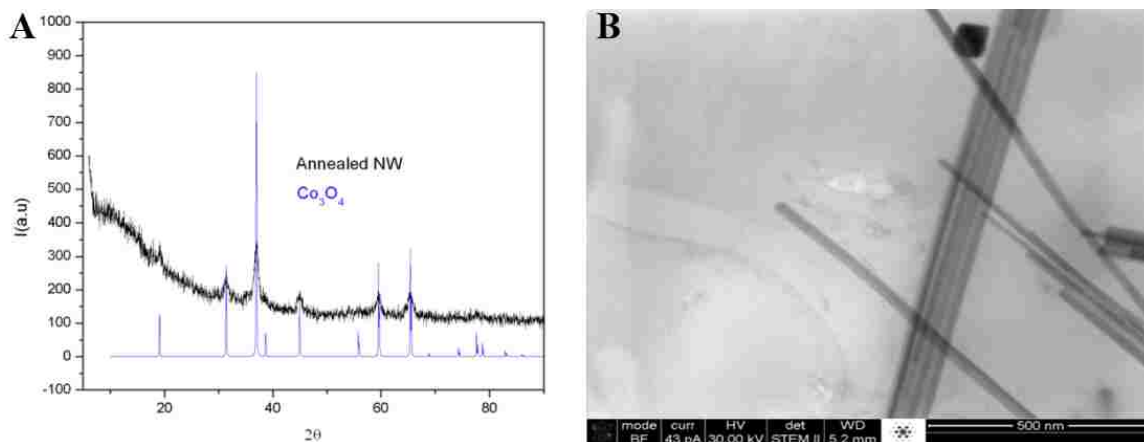 A
1000
900
800
700
600
500
400
300
200
100
0
-100
I(a.u)
Annealed NW
Co₃O₄
20 40 60 80
2θ
B
mode curr HV det WD
BF 43 pA 30.00 kV STEM II 5.2 mm
500 nm